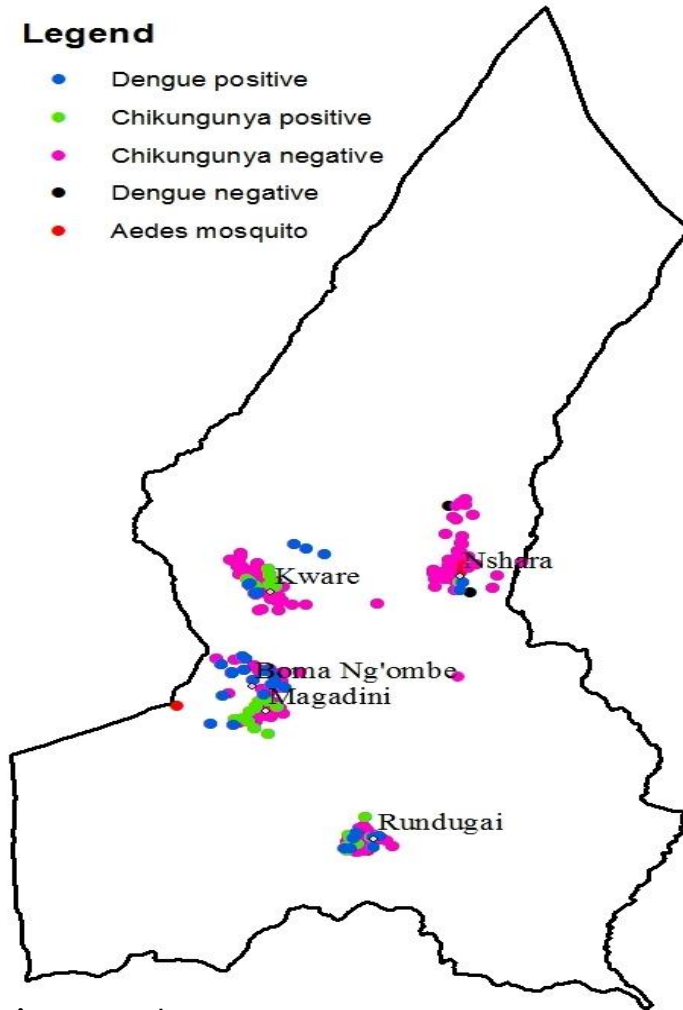 Legend
Dengue positive
Chikungunya positive
Chikungunya negative
Dengue negative
Aedes mosquito
Nshara
Kware
Boma Ng'ombe
Magadini
Rundugai